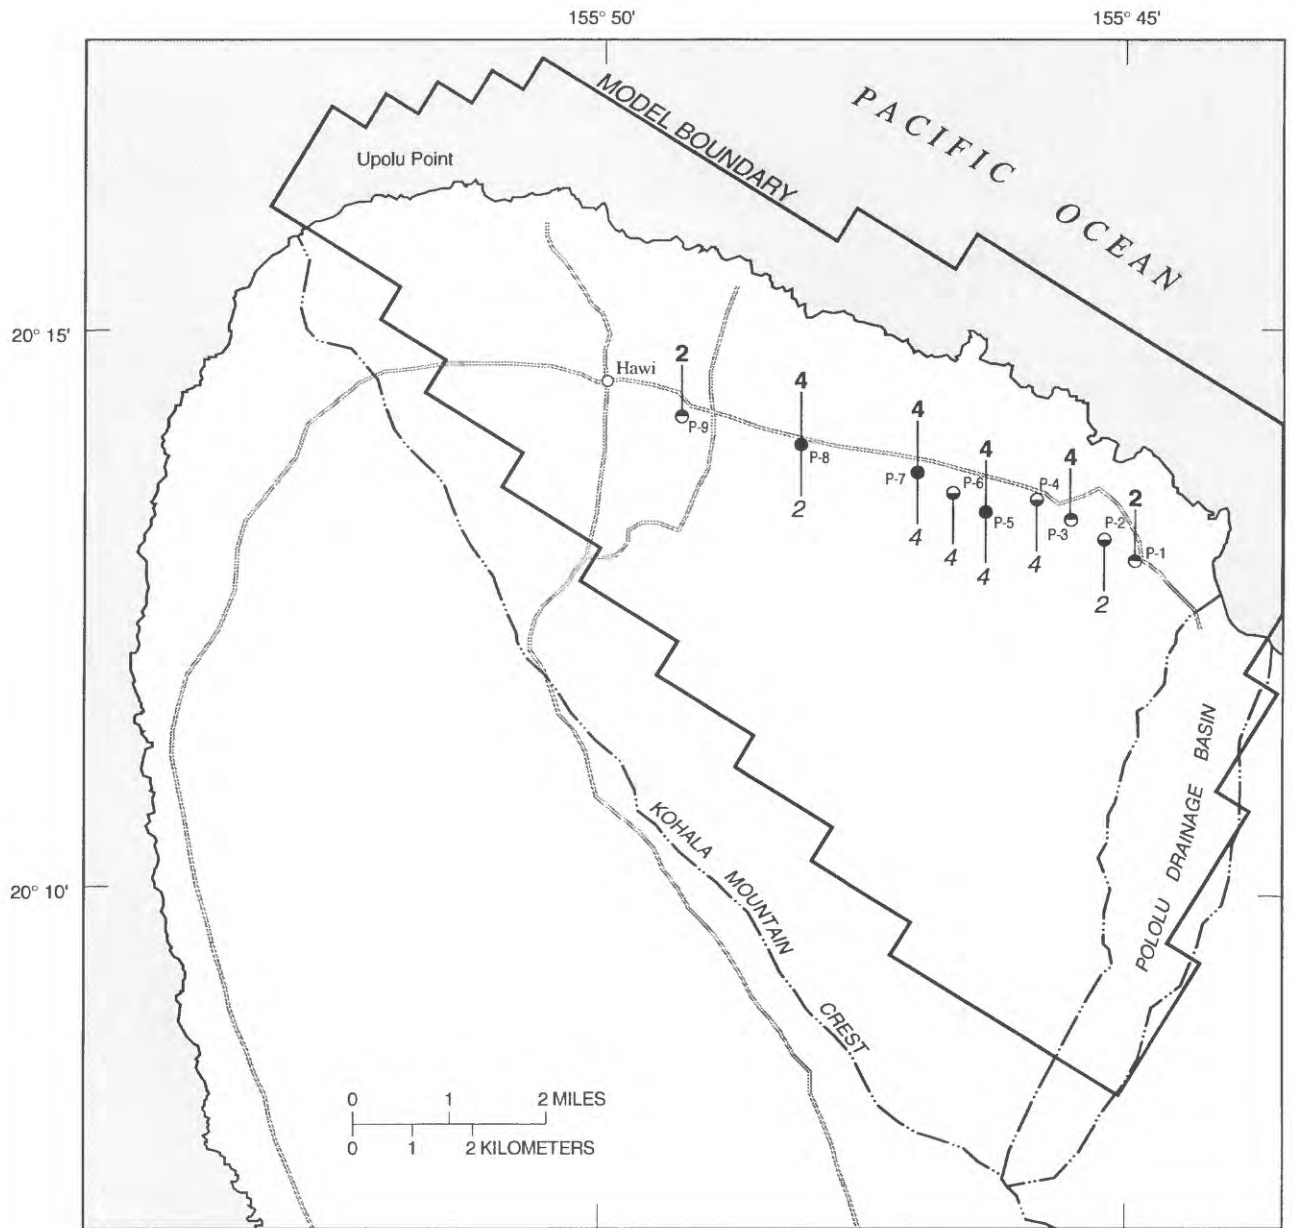 155° 50'
155° 45'
PACIFIC OCEAN
MODEL BOUNDARY
Upolu Point
20° 15'
Hawi
2
P-9
4
P-8
2
4
P-7
4
P-6
4
4
P-5
4
P-4
4
4
P-3
P-2
2
2
P-1
POLOLU DRAINAGE BASIN
20° 10'
KOHALA MOUNTAIN CREST
0 1 2 MILES
0 1 2 KILOMETERS